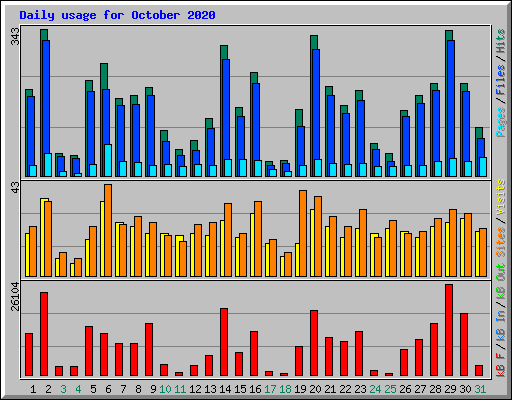 Daily usage for October 2020
343
Pages / Files / Hits
43
Sites / Visits
26104
kB F / kB In / kB Out
1 2 3 4 5 6 7 8 9 10 11 12 13 14 15 16 17 18 19 20 21 22 23 24 25 26 27 28 29 30 31